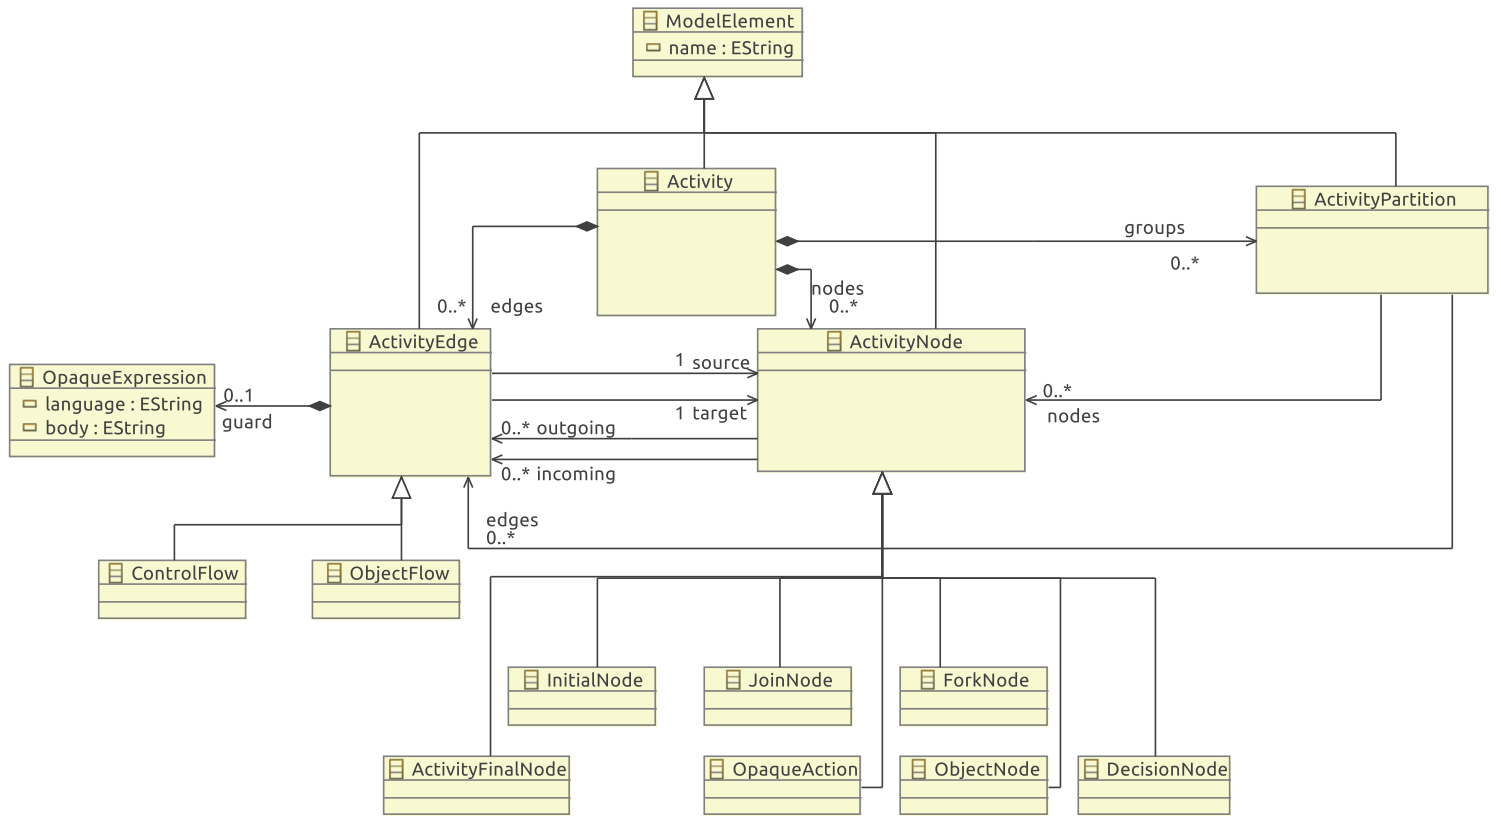 ModelElement
name : EString
Activity
ActivityPartition
groups
0..*
nodes
0..*
0..* edges
ActivityEdge
ActivityNode
1 source
OpaqueExpression
language : EString
body : EString
0..1
guard
0..*
nodes
1 target
0..* outgoing
0..* incoming
edges
0..*
ControlFlow
ObjectFlow
InitialNode
JoinNode
ForkNode
ActivityFinalNode
OpaqueAction
ObjectNode
DecisionNode